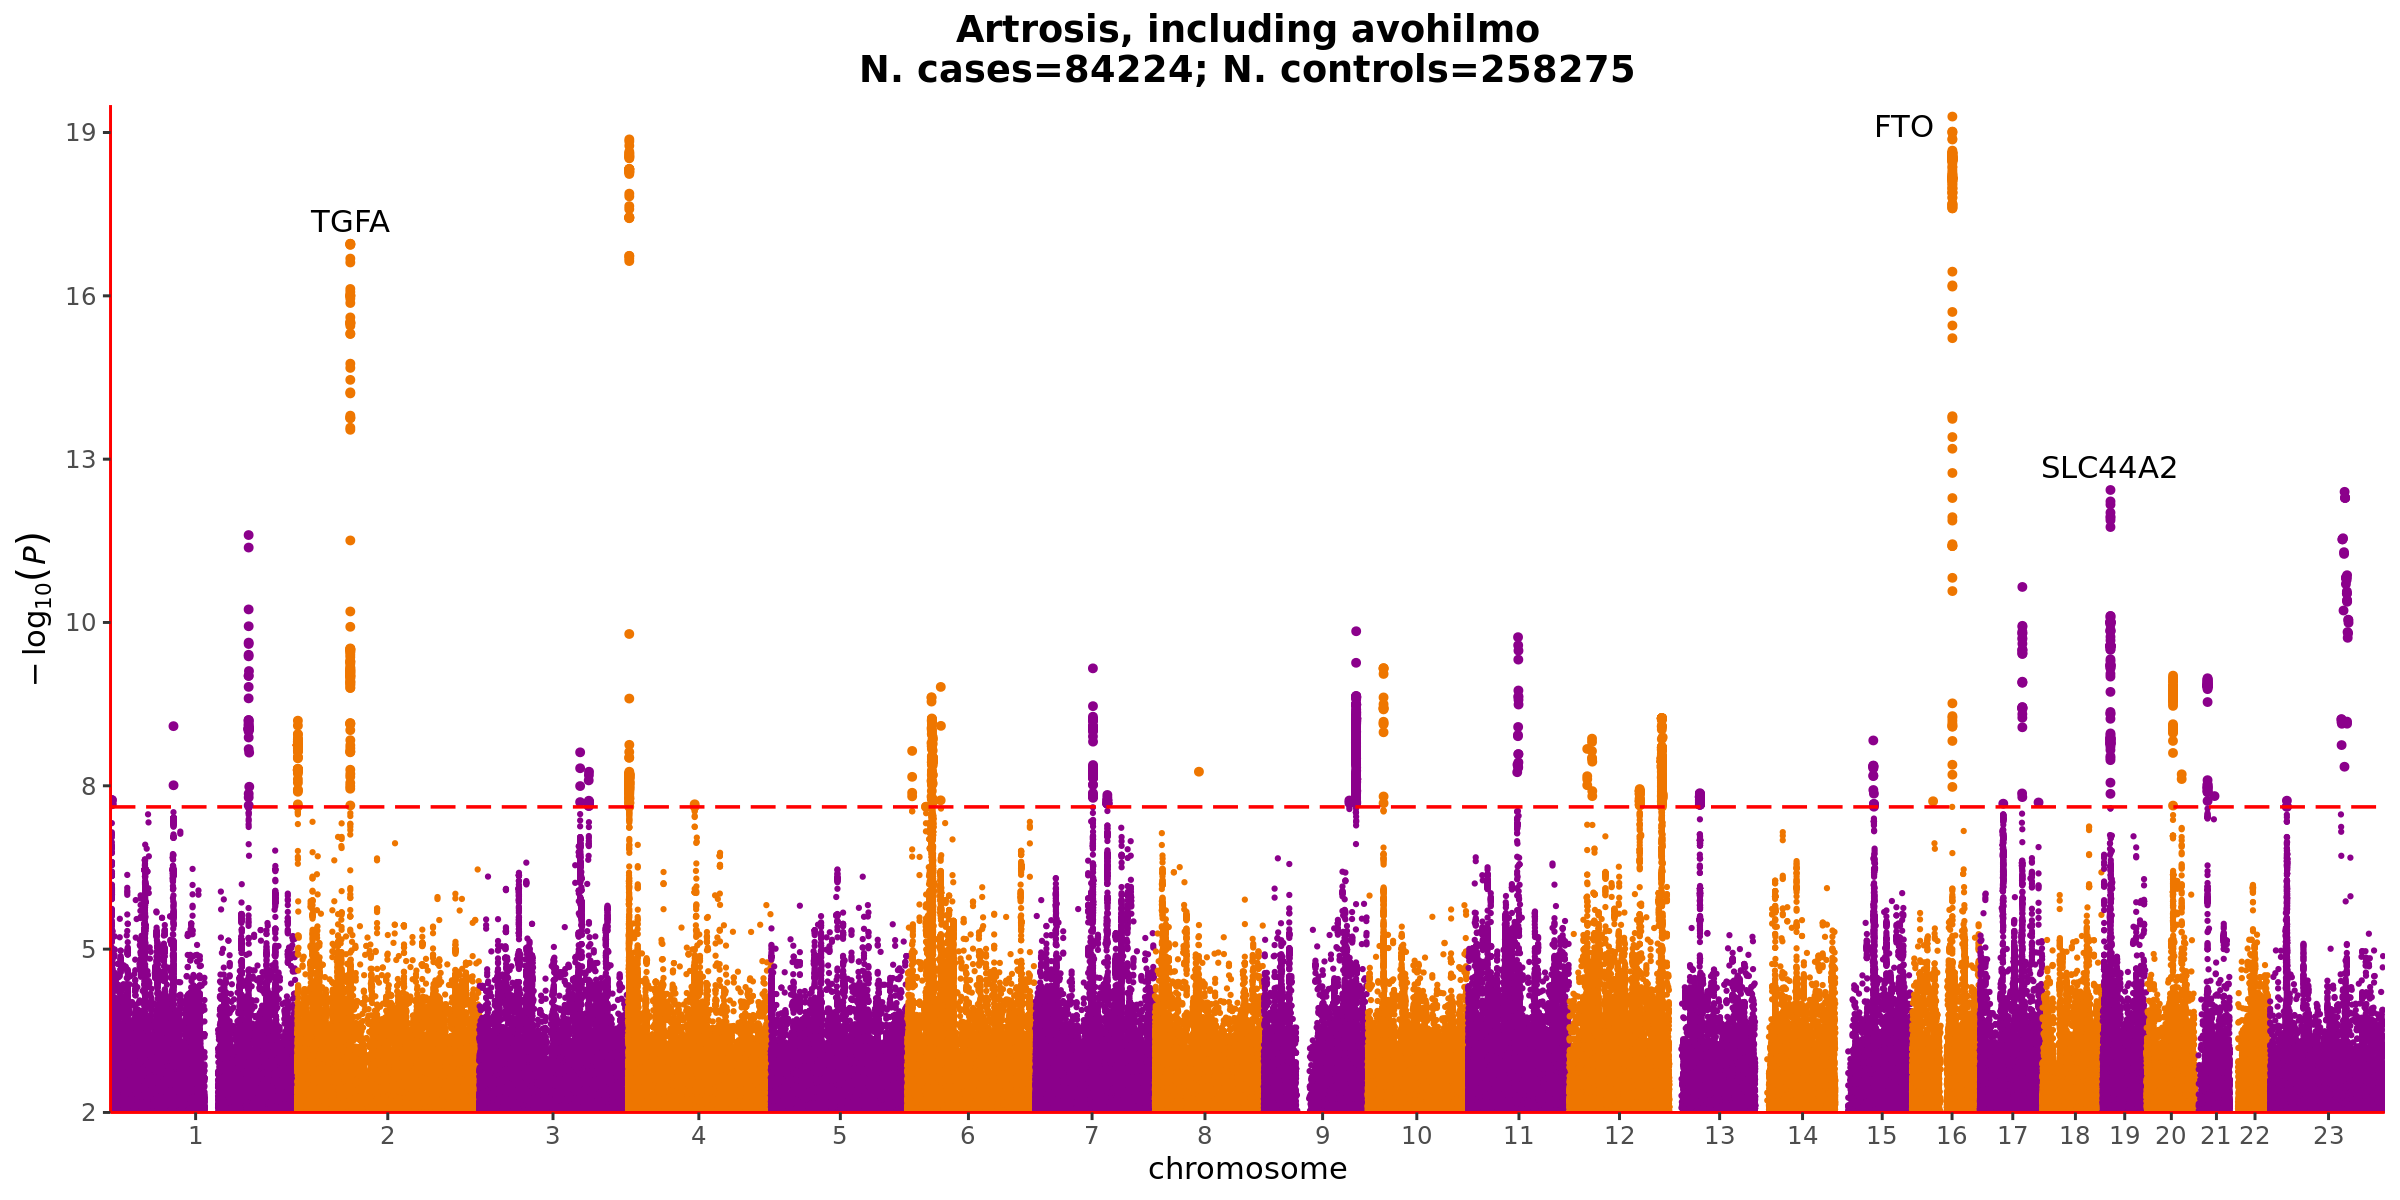 Artrosis, including avohilmo
N. cases=84224; N. controls=258275
19
FTO
TGFA
16
13
SLC44A2
10
8
5
2
− log10(P)
1 2 3 4 5 6 7 8 9 10 11 12 13 14 15 16 17 18 19 20 21 22 23
chromosome